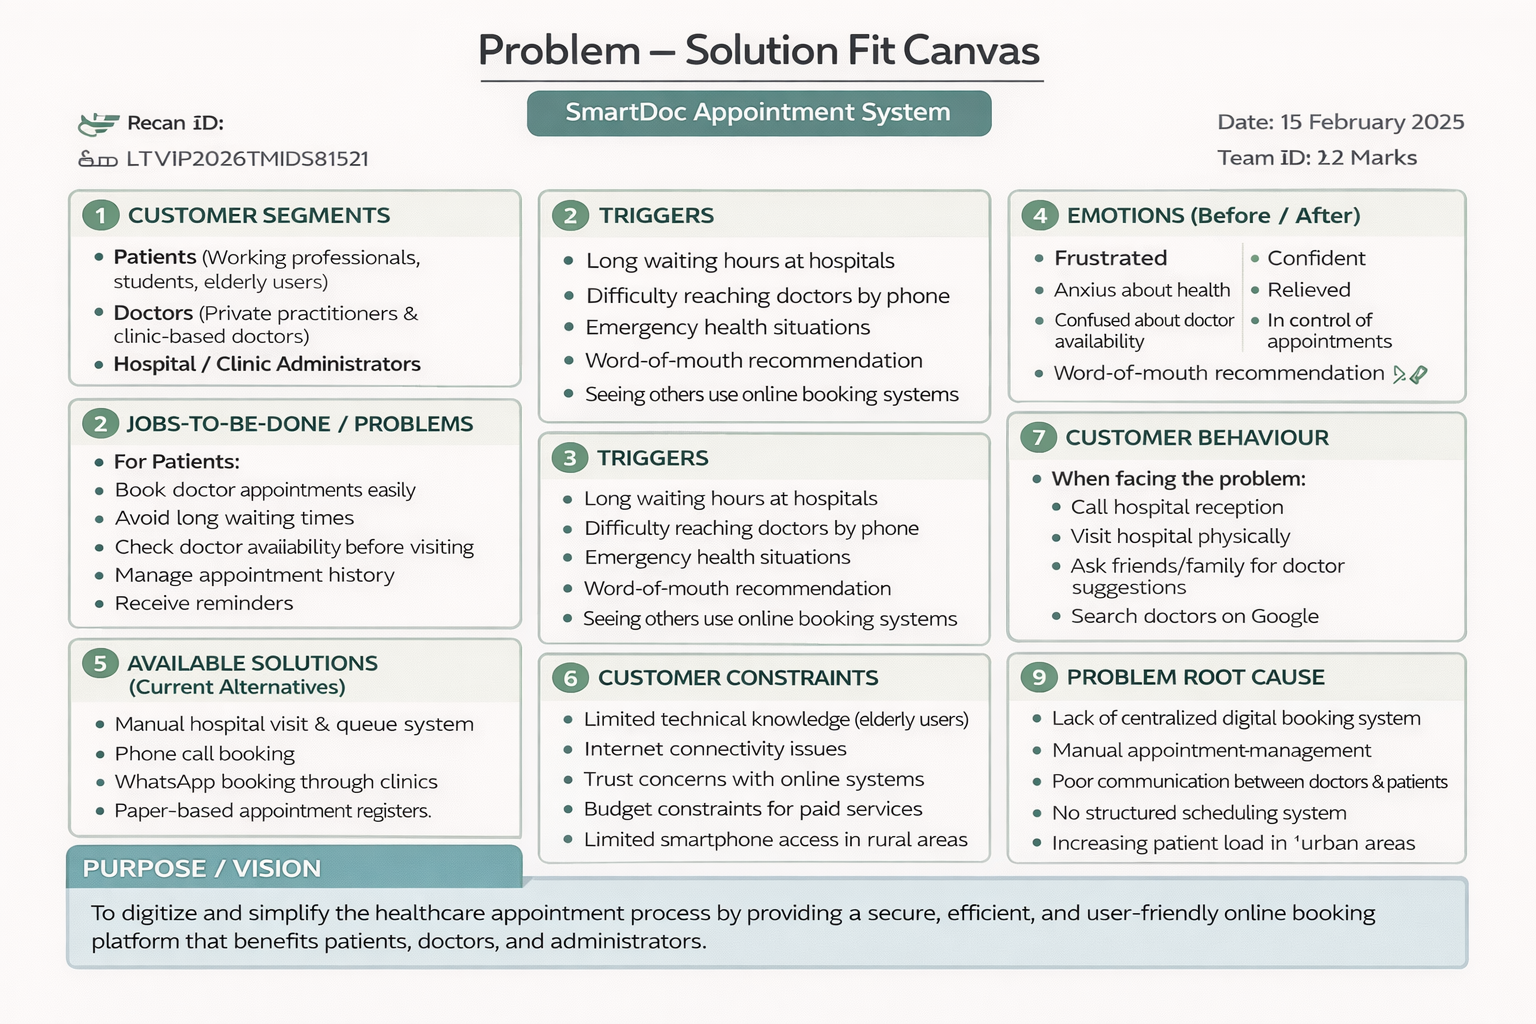 Problem – Solution Fit Canvas
SmartDoc Appointment System
Recan ID:
LTVIP2026TMIDS81521
Date: 15 February 2025
Team ID: 22 Marks
1 CUSTOMER SEGMENTS
• Patients (Working professionals,
students, elderly users)
• Doctors (Private practitioners &
clinic-based doctors)
• Hospital / Clinic Administrators
2 JOBS-TO-BE-DONE / PROBLEMS
• For Patients:
• Book doctor appointments easily
• Avoid long waiting times
• Check doctor availability before visiting
• Manage appointment history
• Receive reminders
5 AVAILABLE SOLUTIONS
(Current Alternatives)
• Manual hospital visit & queue system
• Phone call booking
• WhatsApp booking through clinics
• Paper-based appointment registers.
2 TRIGGERS
• Long waiting hours at hospitals
• Difficulty reaching doctors by phone
• Emergency health situations
• Word-of-mouth recommendation
• Seeing others use online booking systems
3 TRIGGERS
• Long waiting hours at hospitals
• Difficulty reaching doctors by phone
• Emergency health situations
• Word-of-mouth recommendation
• Seeing others use online booking systems
6 CUSTOMER CONSTRAINTS
• Limited technical knowledge (elderly users)
• Internet connectivity issues
• Trust concerns with online systems
• Budget constraints for paid services
• Limited smartphone access in rural areas
4 EMOTIONS (Before / After)
• Frustrated
• Anxius about health
• Confused about doctor
availability
• Confident
• Relieved
• In control of
appointments
• Word-of-mouth recommendation
7 CUSTOMER BEHAVIOUR
• When facing the problem:
• Call hospital reception
• Visit hospital physically
• Ask friends/family for doctor
suggestions
• Search doctors on Google
9 PROBLEM ROOT CAUSE
• Lack of centralized digital booking system
• Manual appointment-management
• Poor communication between doctors & patients
• No structured scheduling system
• Increasing patient load in urban areas
PURPOSE / VISION
To digitize and simplify the healthcare appointment process by providing a secure, efficient, and user-friendly online booking
platform that benefits patients, doctors, and administrators.